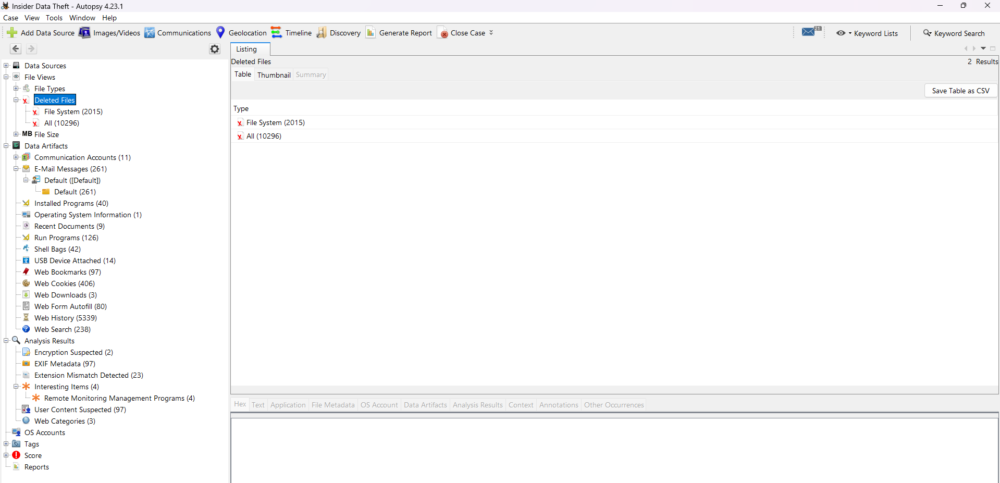 Insider Data Theft - Autopsy 4.23.1
Case View Tools Window Help
Add Data Source Images/Videos Communications Geolocation Timeline Discovery Generate Report Close Case 21 Keyword Lists Keyword Search
Listing
Deleted Files 2 Results
Table Thumbnail Summary
Save Table as CSV
Type
File System (2015)
All (10296)
Data Sources
File Views
File Types
Deleted Files
File System (2015)
All (10296)
MB File Size
Data Artifacts
Communication Accounts (11)
E-Mail Messages (261)
Default ([Default])
Default (261)
Installed Programs (40)
Operating System Information (1)
Recent Documents (9)
Run Programs (126)
Shell Bags (42)
USB Device Attached (14)
Web Bookmarks (97)
Web Cookies (406)
Web Downloads (3)
Web Form Autofill (80)
Web History (5339)
Web Search (238)
Analysis Results
Encryption Suspected (2)
EXIF Metadata (97)
Extension Mismatch Detected (23)
Interesting Items (4)
Remote Monitoring Management Programs (4)
User Content Suspected (97)
Web Categories (3)
OS Accounts
Tags
Score
Reports
Hex Text Application File Metadata OS Account Data Artifacts Analysis Results Context Annotations Other Occurrences